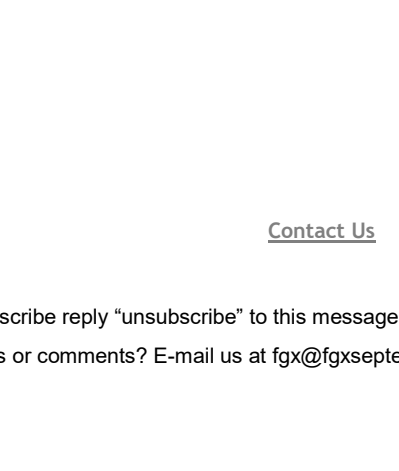 Contact Us
scribe reply “unsubscribe” to this message
s or comments? E-mail us at fgx@fgxsepte